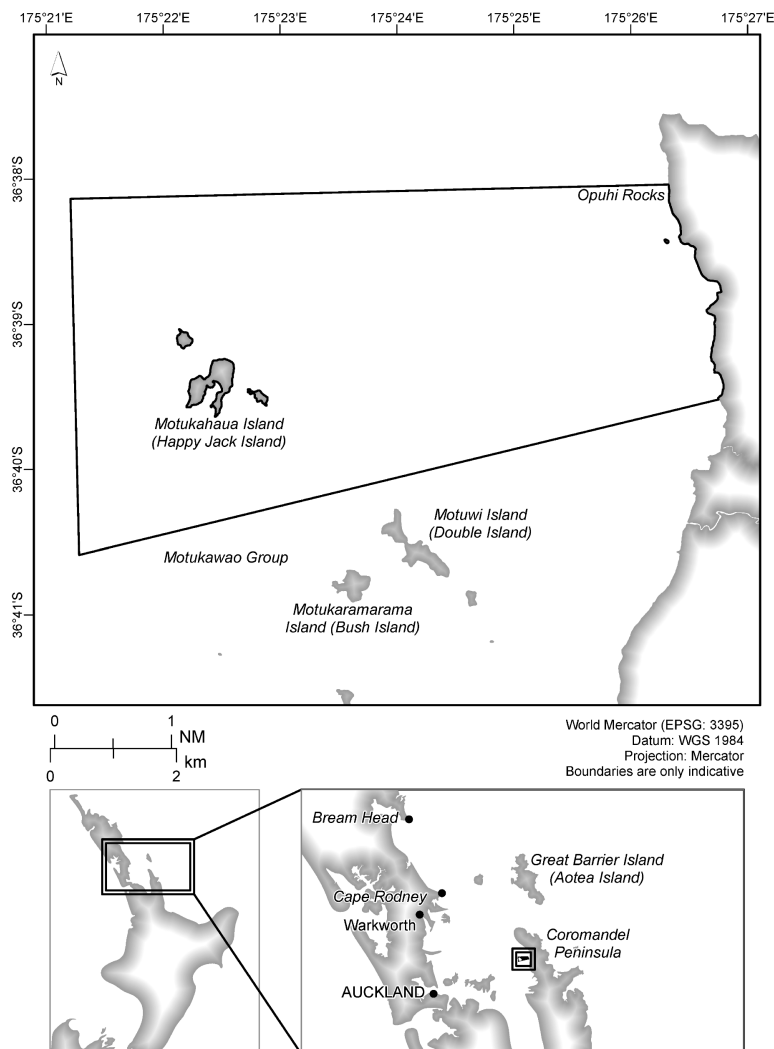 175°21'E 175°22'E 175°23'E 175°24'E 175°25'E 175°26'E 175°27'E
N
36°38'S
Opuhi Rocks
36°39'S
Motukahaua Island
(Happy Jack Island)
36°40'S
Motuwi Island
(Double Island)
Motukawao Group
Motukaramarama
Island (Bush Island)
36°41'S
0 1
NM
km
0 2
World Mercator (EPSG: 3395)
Datum: WGS 1984
Projection: Mercator
Boundaries are only indicative
Bream Head
Great Barrier Island
(Aotea Island)
Cape Rodney
Warkworth
Coromandel
Peninsula
AUCKLAND